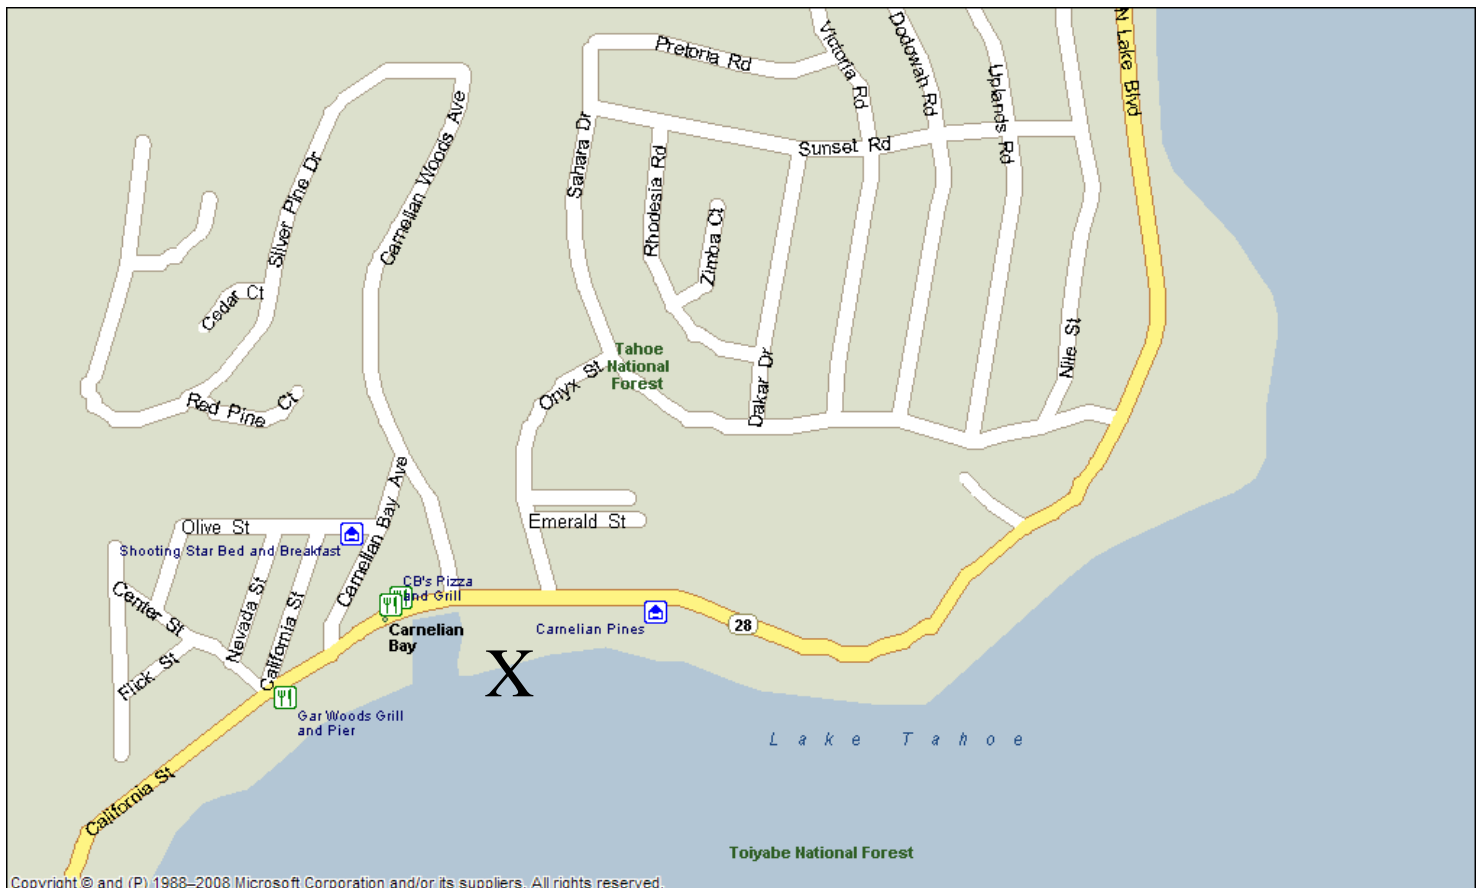 N Lake Blvd
Victoria Rd
Dodowah Rd
Pretoria Rd
Uplands Rd
Carnelian Woods Ave
Sahara Dr
Sunset Rd
Silver Pine Dr
Rhodesia Rd
Zimba Ct
Cedar Ct
Nile St
Tahoe
National
Forest
Onyx St
Dakar Dr
Red Pine Ct
Carnelian Bay Ave
Olive St
Emerald St
Shooting Star Bed and Breakfast
CB's Pizza
and Grill
Center St
Nevada St
California St
Carnelian Pines
28
Carnelian
Bay
Flick St
X
Gar Woods Grill
and Pier
Lake Tahoe
California St
Toiyabe National Forest
Copyright © and (P) 1988–2008 Microsoft Corporation and/or its suppliers. All rights reserved.